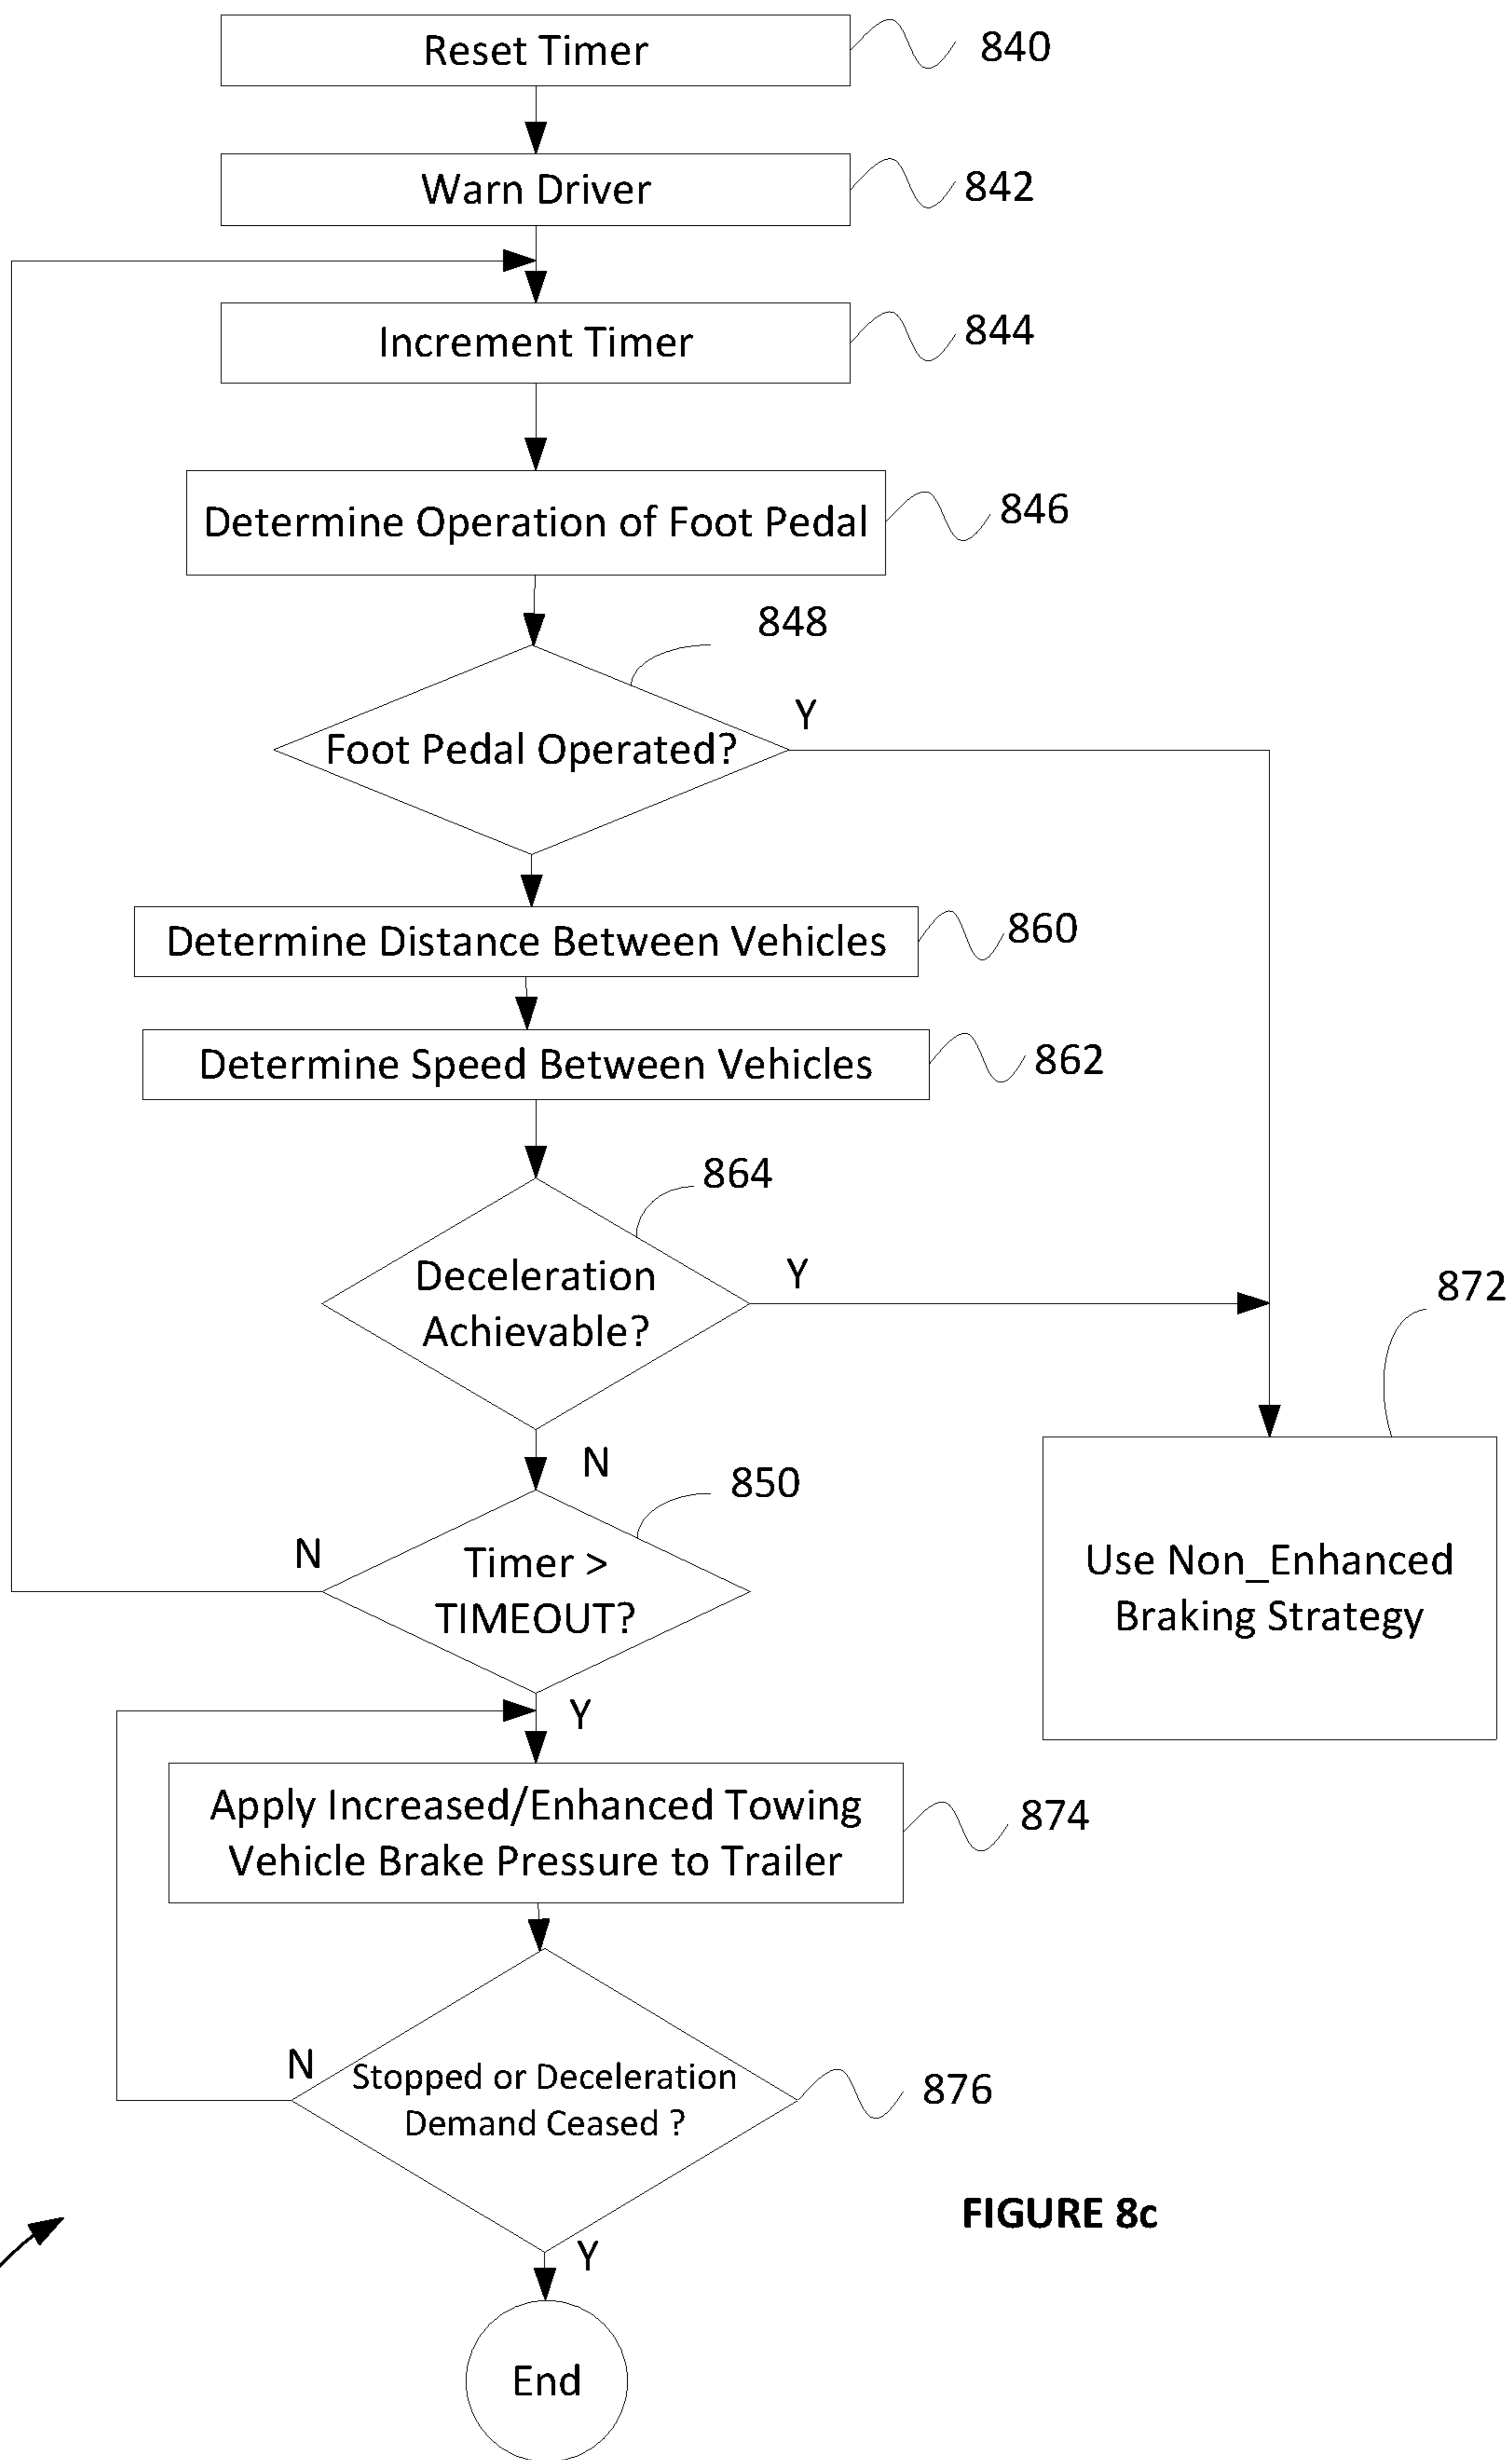 Reset Timer
840
Warn Driver
842
Increment Timer
844
Determine Operation of Foot Pedal
846
848
Foot Pedal Operated?
Y
Determine Distance Between Vehicles
860
Determine Speed Between Vehicles
862
864
Deceleration
Achievable?
Y
872
N
850
N
Timer >
TIMEOUT?
Use Non_Enhanced
Braking Strategy
Y
Apply Increased/Enhanced Towing
Vehicle Brake Pressure to Trailer
874
N
Stopped or Deceleration
Demand Ceased ?
876
FIGURE 8c
Y
End